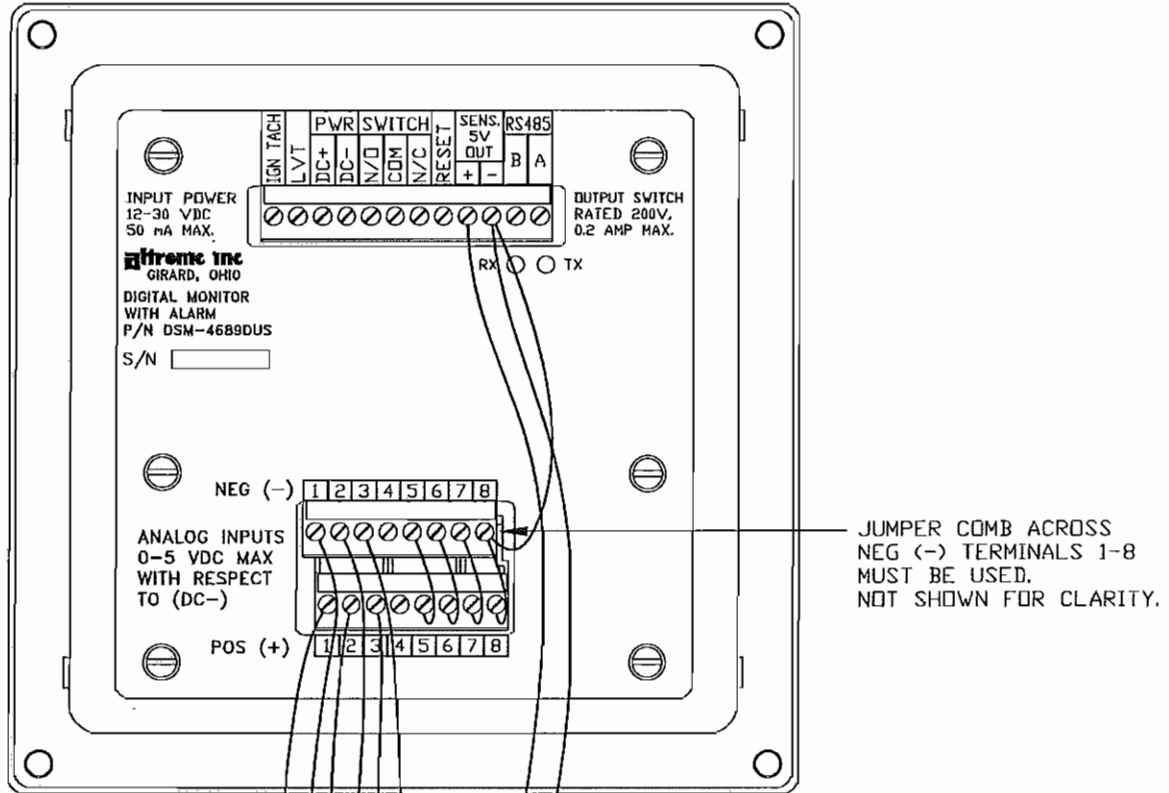 PWR SWITCH SENS. 5V OUT RS485
IGN TACH LVT DC+ DC- N/O COM N/C RESET + - B A
INPUT POWER
12-30 VDC
50 mA MAX.
OUTPUT SWITCH
RATED 200V,
0.2 AMP MAX.
RX TX
altronic inc
GIRARD, OHIO
DIGITAL MONITOR
WITH ALARM
P/N DSM-4689DUS
S/N
NEG (-) 1 2 3 4 5 6 7 8
ANALOG INPUTS
0-5 VDC MAX
WITH RESPECT
TO (DC-)
POS (+) 1 2 3 4 5 6 7 8
JUMPER COMB ACROSS
NEG (-) TERMINALS 1-8
MUST BE USED.
NOT SHOWN FOR CLARITY.